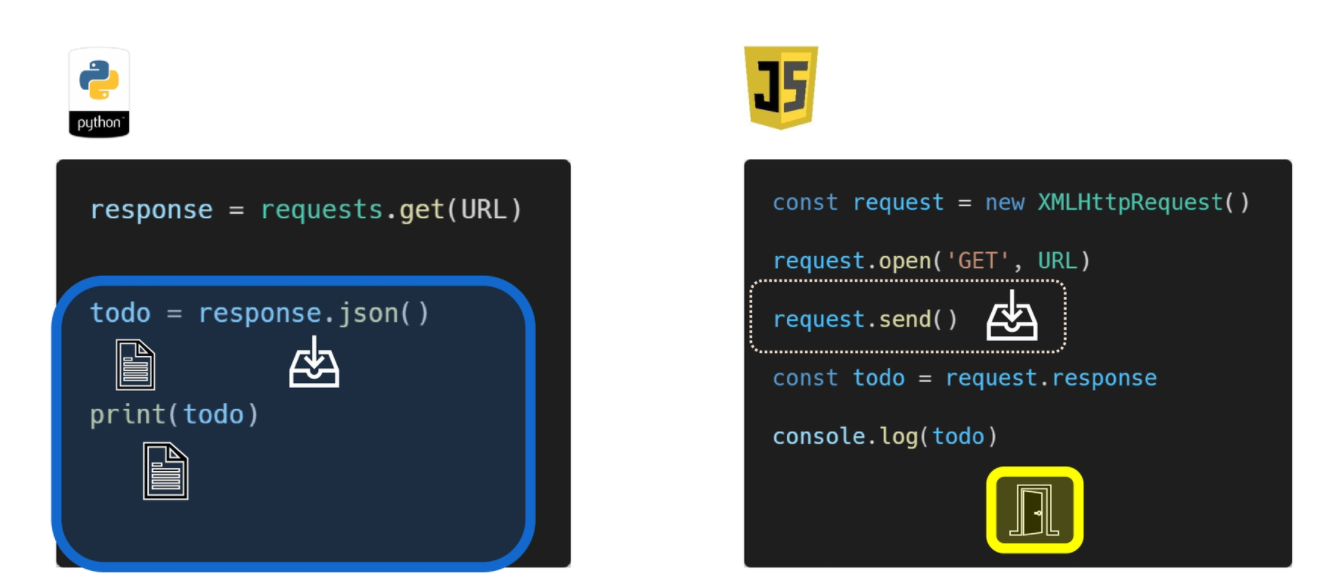 python
response = requests.get(URL)
todo = response.json()
print(todo)
JS
const request = new XMLHttpRequest()
request.open('GET', URL)
request.send()
const todo = request.response
console.log(todo)